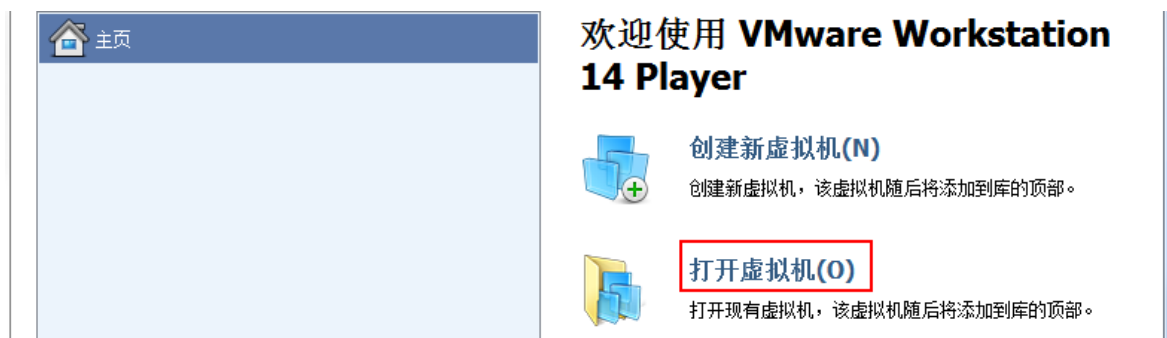 主页
欢迎使用 VMware Workstation
14 Player
创建新虚拟机(N)
创建新虚拟机，该虚拟机随后将添加到库的顶部。
打开虚拟机(O)
打开现有虚拟机，该虚拟机随后将添加到库的顶部。